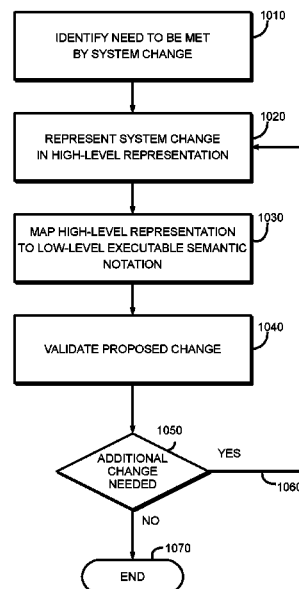 1010
IDENTIFY NEED TO BE MET
BY SYSTEM CHANGE
1020
REPRESENT SYSTEM CHANGE
IN HIGH-LEVEL REPRESENTATION
1030
MAP HIGH-LEVEL REPRESENTATION
TO LOW-LEVEL EXECUTABLE SEMANTIC
NOTATION
1040
VALIDATE PROPOSED CHANGE
1050
ADDITIONAL
CHANGE
NEEDED
YES
1060
NO
1070
END